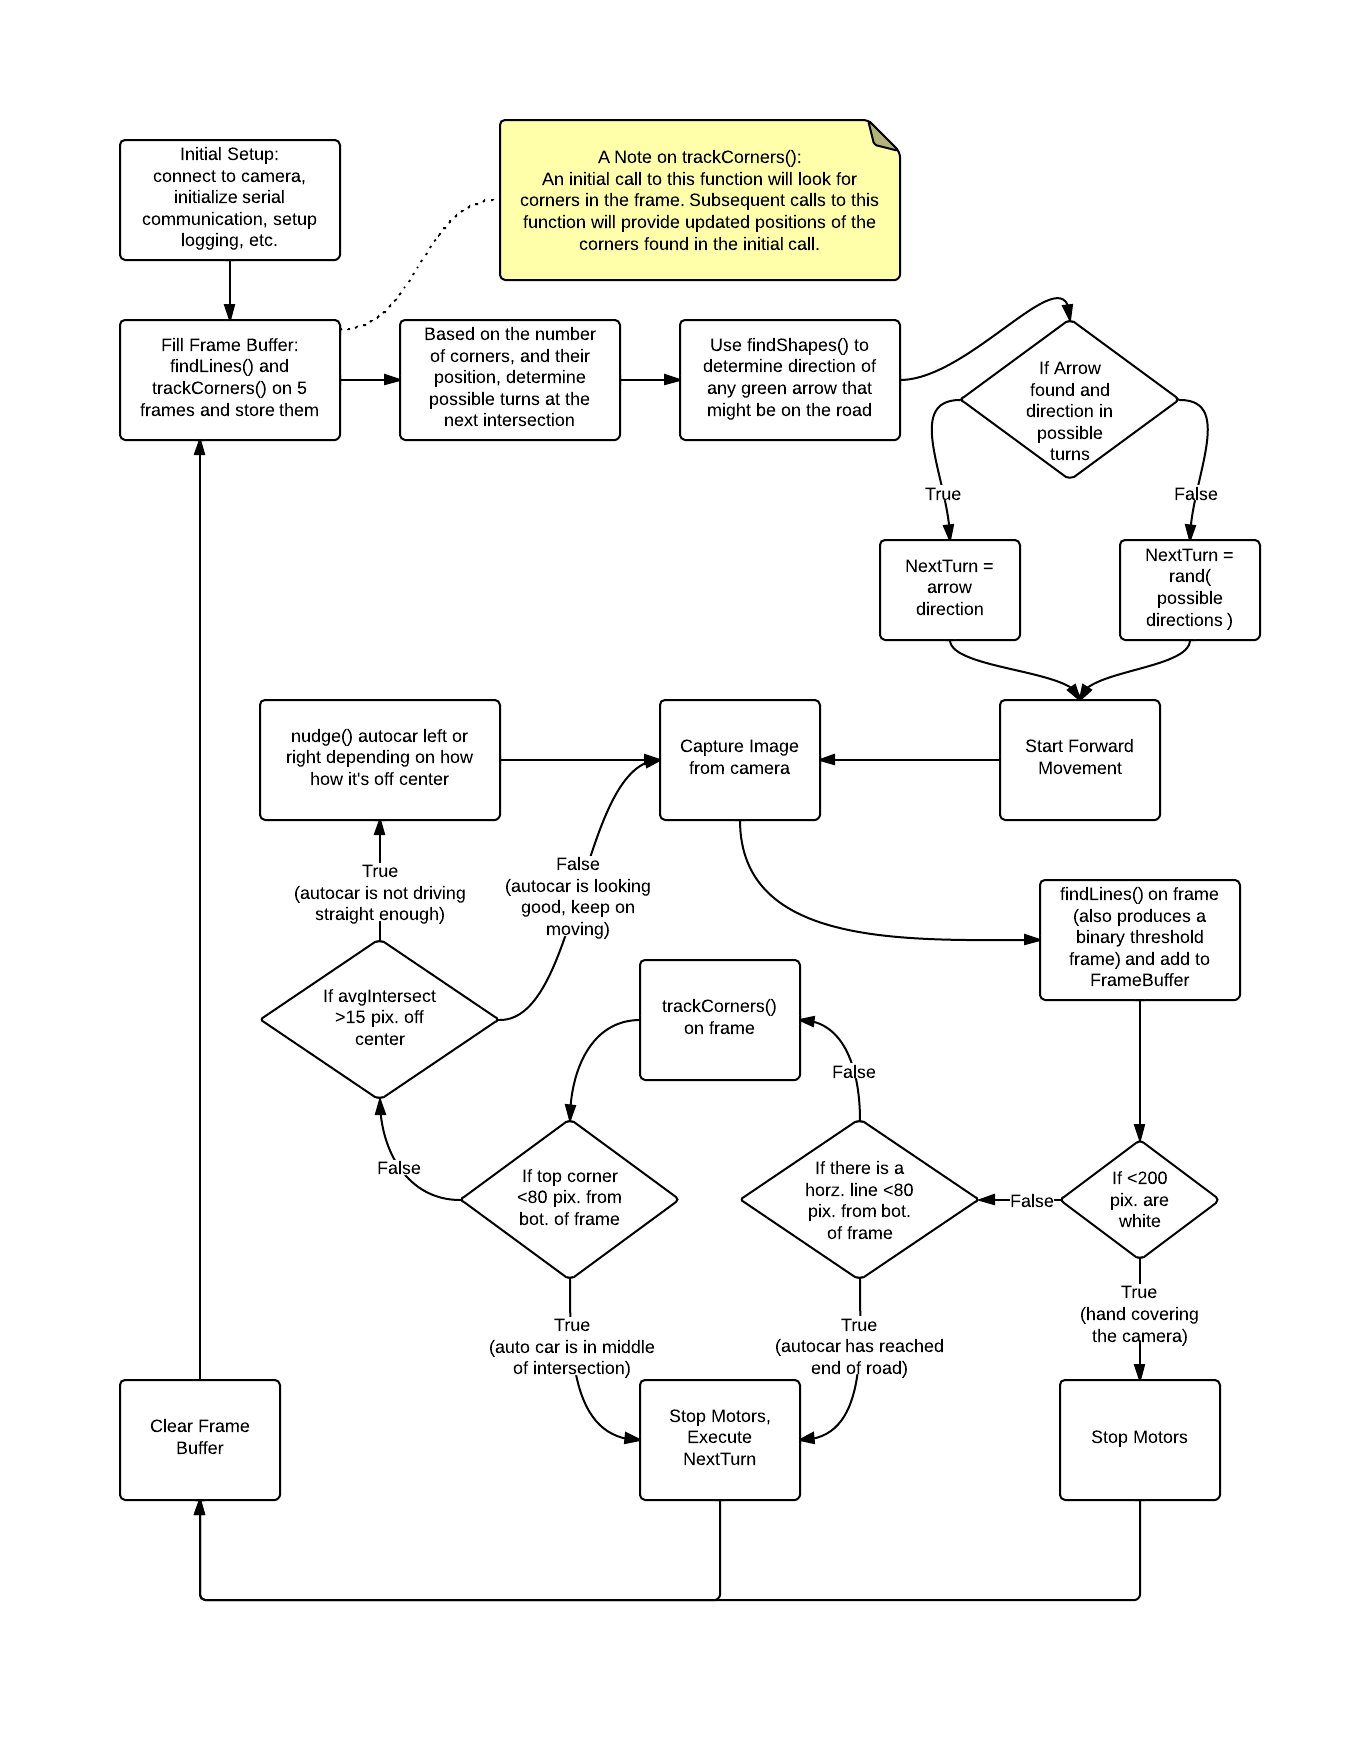 Initial Setup:
connect to camera,
initialize serial
communication, setup
logging, etc.
A Note on trackCorners():
An initial call to this function will look for
corners in the frame. Subsequent calls to this
function will provide updated positions of the
corners found in the initial call.
Fill Frame Buffer:
findLines() and
trackCorners() on 5
frames and store them
Based on the number
of corners, and their
position, determine
possible turns at the
next intersection
Use findShapes() to
determine direction of
any green arrow that
might be on the road
If Arrow
found and
direction in
possible
turns
True
False
NextTurn =
arrow
direction
NextTurn =
rand(
possible
directions )
nudge() autocar left or
right depending on how
how it's off center
Capture Image
from camera
Start Forward
Movement
True
(autocar is not driving
straight enough)
False
(autocar is looking
good, keep on
moving)
findLines() on frame
(also produces a
binary threshold
frame) and add to
FrameBuffer
If avgIntersect
>15 pix. off
center
trackCorners()
on frame
False
False
If top corner
<80 pix. from
bot. of frame
If there is a
horz. line <80
pix. from bot.
of frame
False
If <200
pix. are
white
True
(auto car is in middle
of intersection)
True
(autocar has reached
end of road)
True
(hand covering
the camera)
Clear Frame
Buffer
Stop Motors,
Execute
NextTurn
Stop Motors